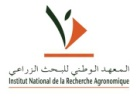 المعهد الوطني للبحث الزراعي
Institut National de la Recherche Agronomique